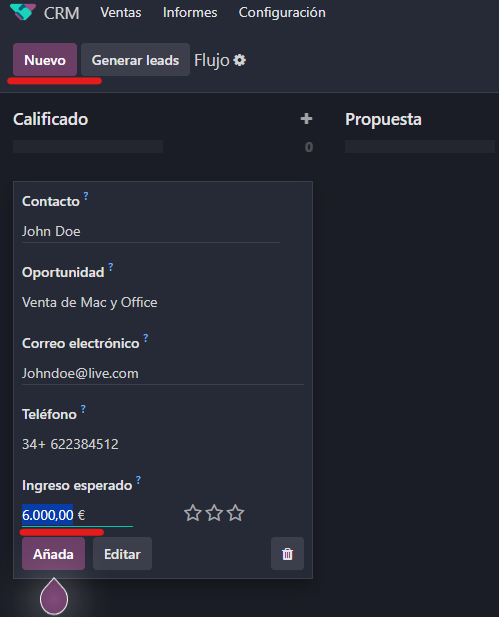 CRM Ventas Informes Configuración
Nuevo Generar leads Flujo
Calificado + Propuesta
0
Contacto ?
John Doe
Oportunidad ?
Venta de Mac y Office
Correo electrónico ?
Johndoe@live.com
Teléfono ?
34+ 622384512
Ingreso esperado ?
6.000,00 €
Añada Editar